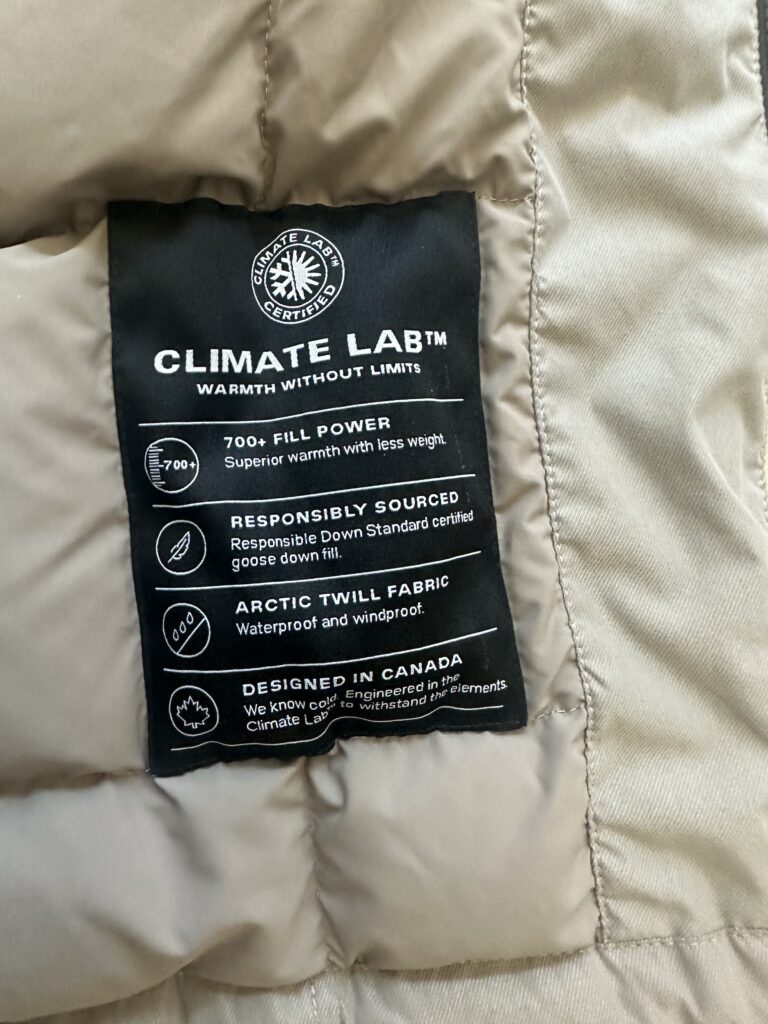 CLIMATE LAB™
CERTIFIED
CLIMATE LAB™
WARMTH WITHOUT LIMITS
700+ FILL POWER
-700+
Superior warmth with less weight.
RESPONSIBLY SOURCED
Responsible Down Standard certified
goose down fill.
ARCTIC TWILL FABRIC
Waterproof and windproof.
DESIGNED IN CANADA
We know cold. Engineered in the
Climate Lab™ to withstand the elements.